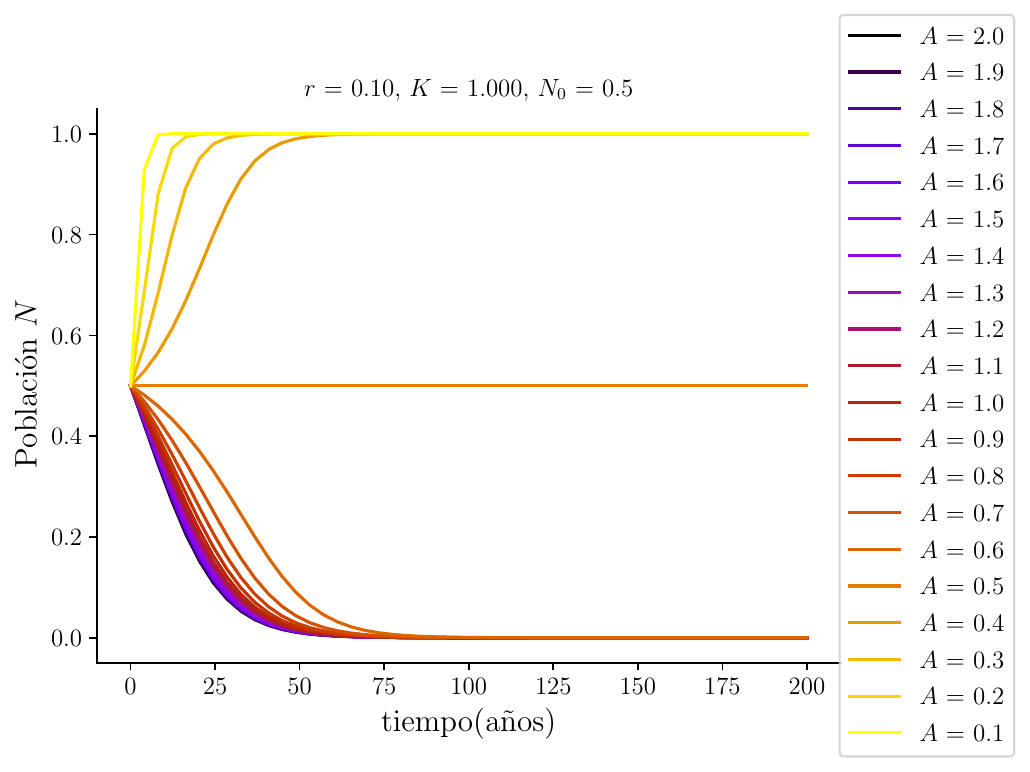 r = 0.10, K = 1.000, N₀ = 0.5
Población N
1.0
0.8
0.6
0.4
0.2
0.0
0 25 50 75 100 125 150 175 200
tiempo(años)
A = 2.0
A = 1.9
A = 1.8
A = 1.7
A = 1.6
A = 1.5
A = 1.4
A = 1.3
A = 1.2
A = 1.1
A = 1.0
A = 0.9
A = 0.8
A = 0.7
A = 0.6
A = 0.5
A = 0.4
A = 0.3
A = 0.2
A = 0.1